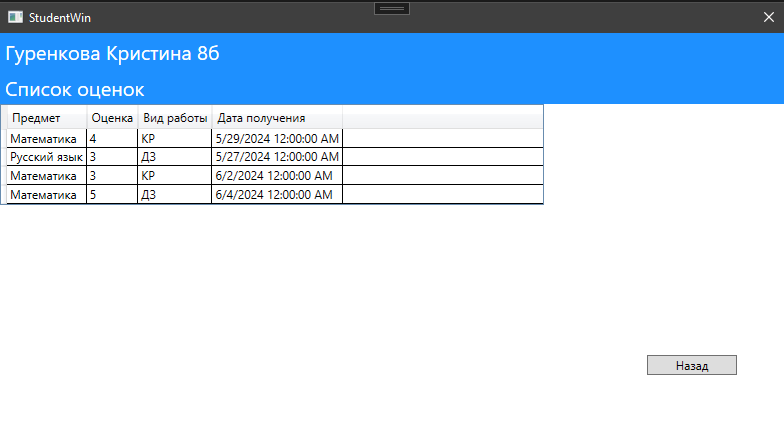 StudentWin
Гуренкова Кристина 8б
Список оценок
Предмет Оценка Вид работы Дата получения
Математика 4 КР 5/29/2024 12:00:00 AM
Русский язык 3 ДЗ 5/27/2024 12:00:00 AM
Математика 3 КР 6/2/2024 12:00:00 AM
Математика 5 ДЗ 6/4/2024 12:00:00 AM
Назад